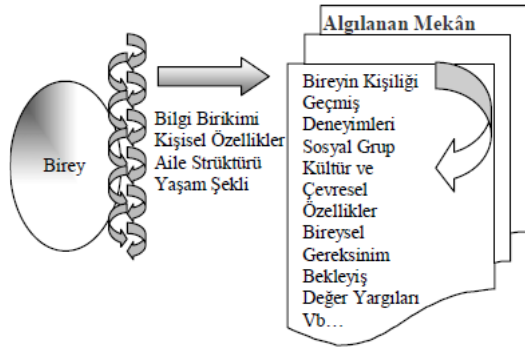 Algılanan Mekân
Birey
Bilgi Birikimi
Kişisel Özellikler
Aile Strüktürü
Yaşam Şekli
Bireyin Kişiliği
Geçmiş
Deneyimleri
Sosyal Grup
Kültür ve
Çevresel
Özellikler
Bireysel
Gereksinim
Bekleyiş
Değer Yargıları
Vb…